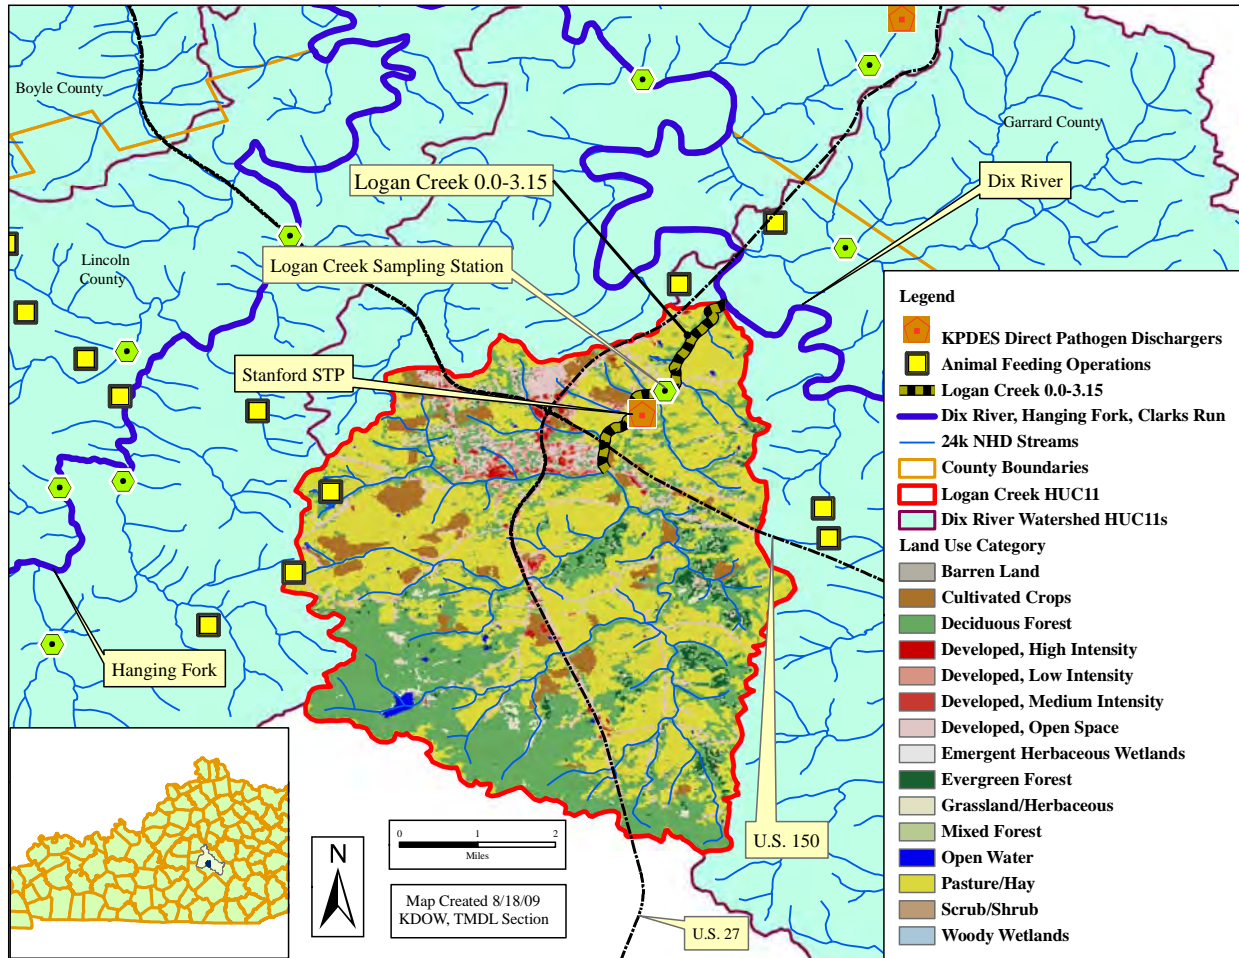 Boyle County
Garrard County
Logan Creek 0.0-3.15
Dix River
Lincoln
County
Logan Creek Sampling Station
Stanford STP
Hanging Fork
U.S. 150
U.S. 27
N
0 1 2
Miles
Map Created 8/18/09
KDOW, TMDL Section
Legend
KPDES Direct Pathogen Dischargers
Animal Feeding Operations
Logan Creek 0.0-3.15
Dix River, Hanging Fork, Clarks Run
24k NHD Streams
County Boundaries
Logan Creek HUC11
Dix River Watershed HUC11s
Land Use Category
Barren Land
Cultivated Crops
Deciduous Forest
Developed, High Intensity
Developed, Low Intensity
Developed, Medium Intensity
Developed, Open Space
Emergent Herbaceous Wetlands
Evergreen Forest
Grassland/Herbaceous
Mixed Forest
Open Water
Pasture/Hay
Scrub/Shrub
Woody Wetlands